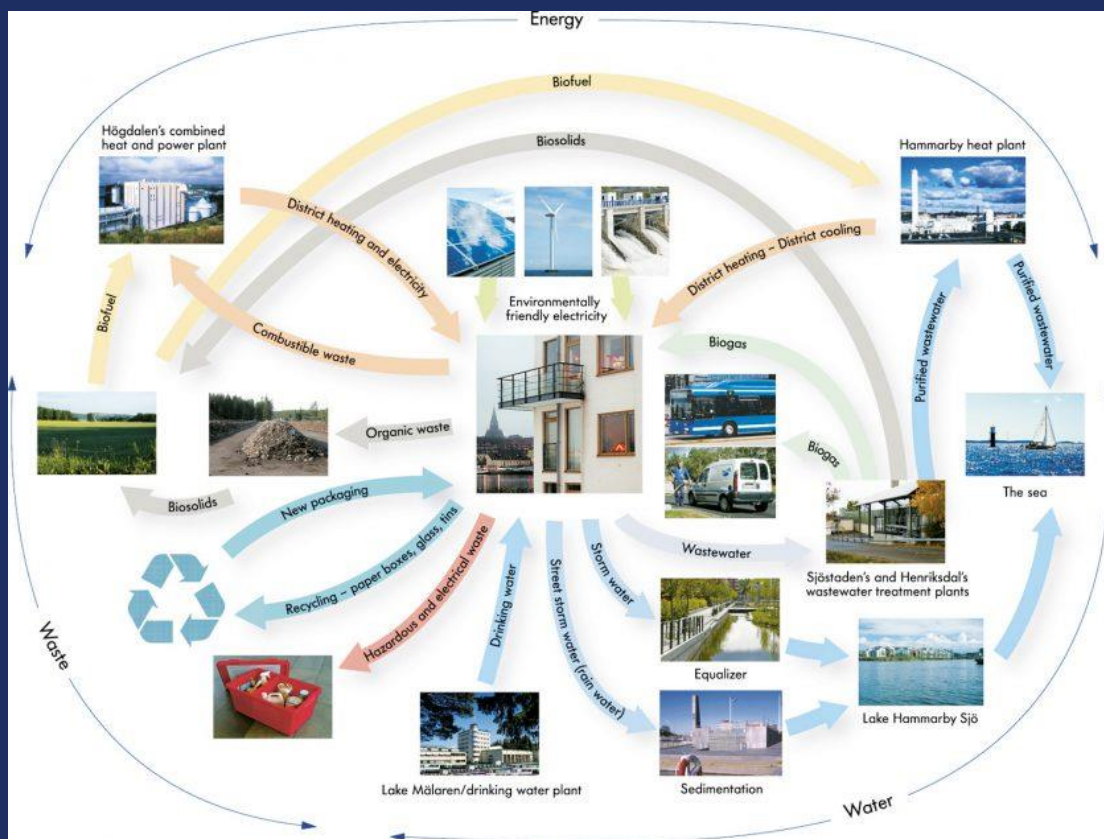 Energy
Biofuel
Högdalen's combined
heat and power plant
Biosolids
Hammarby heat plant
District heating and electricity
District heating – District cooling
Environmentally
friendly electricity
Biofuel
Combustible waste
Biogas
Purified wastewater
Purified wastewater
Organic waste
Biogas
The sea
Biosolids
New packaging
Wastewater
Sjöstaden's and Henriksdal's
wastewater treatment plants
Recycling – paper boxes, glass, tins
Hazardous and electrical waste
Drinking water
Street storm water (rain water)
Storm water
Waste
Equalizer
Lake Hammarby Sjö
Lake Mälaren/drinking water plant
Sedimentation
Water